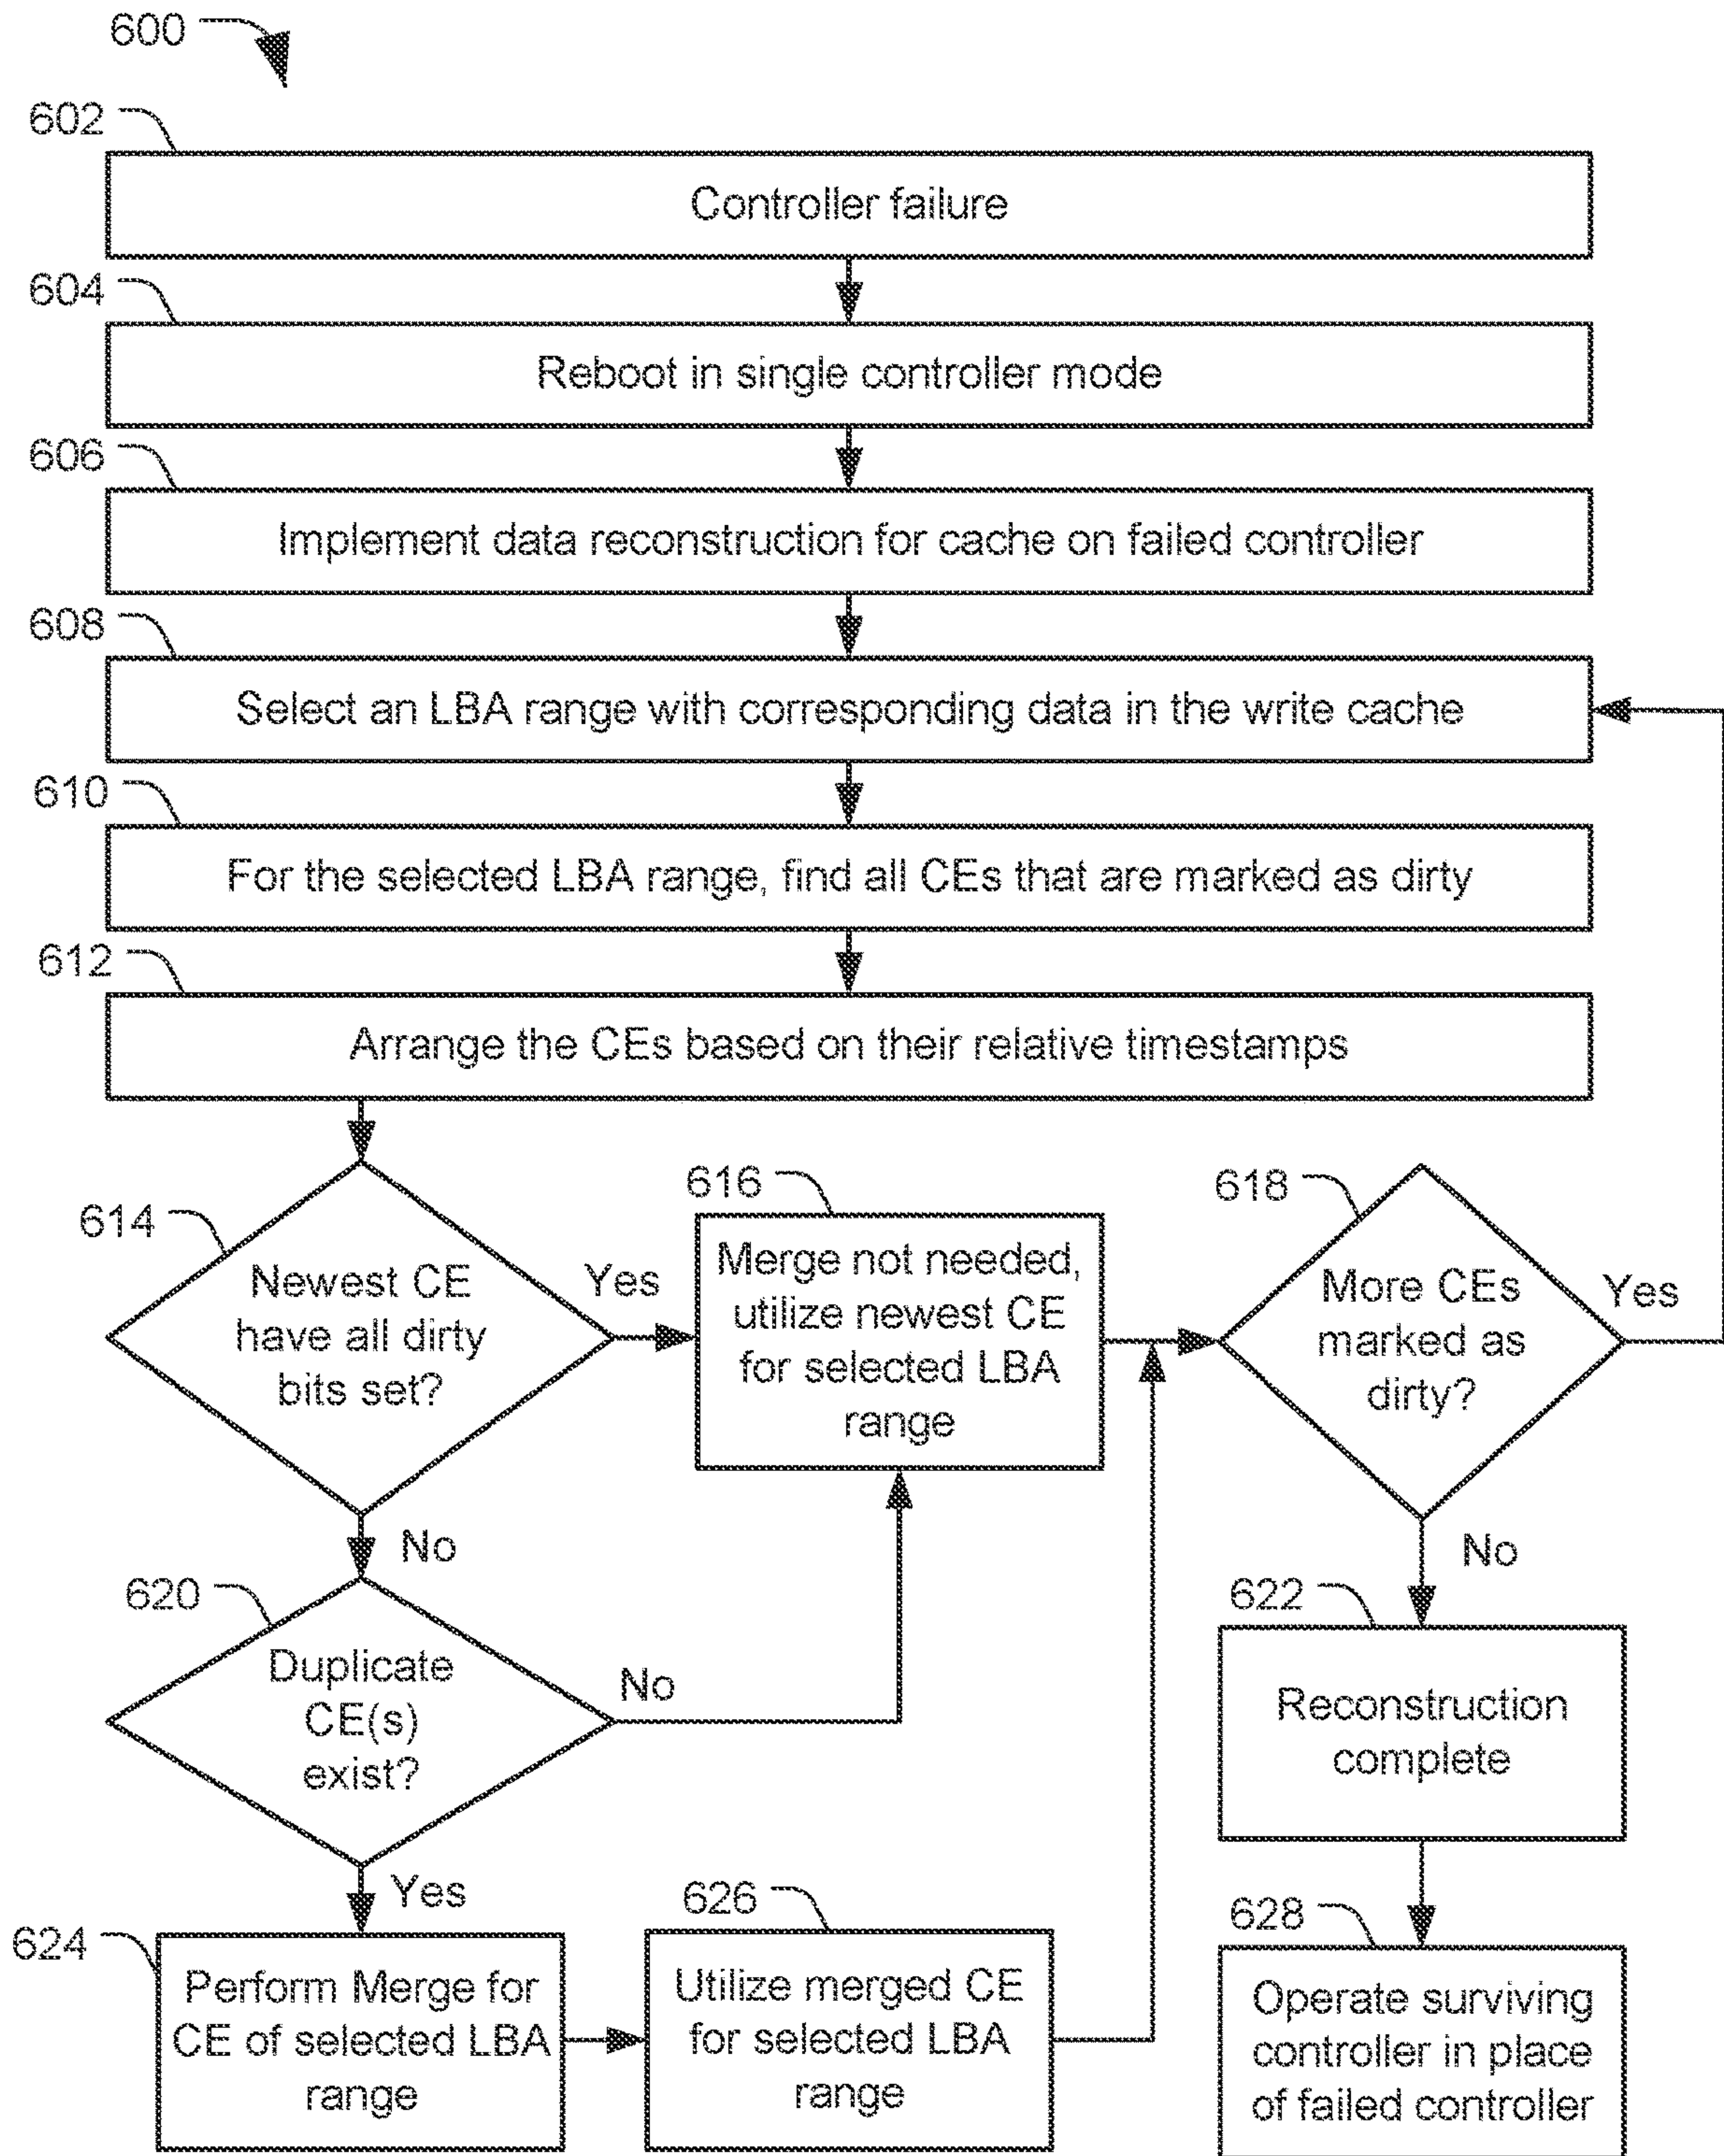 600
602
Controller failure
604
Reboot in single controller mode
606
Implement data reconstruction for cache on failed controller
608
Select an LBA range with corresponding data in the write cache
610
For the selected LBA range, find all CEs that are marked as dirty
612
Arrange the CEs based on their relative timestamps
614
Newest CE
have all dirty
bits set?
Yes
No
616
Merge not needed,
utilize newest CE
for selected LBA
range
618
More CEs
marked as
dirty?
Yes
No
620
Duplicate
CE(s)
exist?
No
Yes
622
Reconstruction
complete
624
Perform Merge for
CE of selected LBA
range
626
Utilize merged CE
for selected LBA
range
628
Operate surviving
controller in place
of failed controller